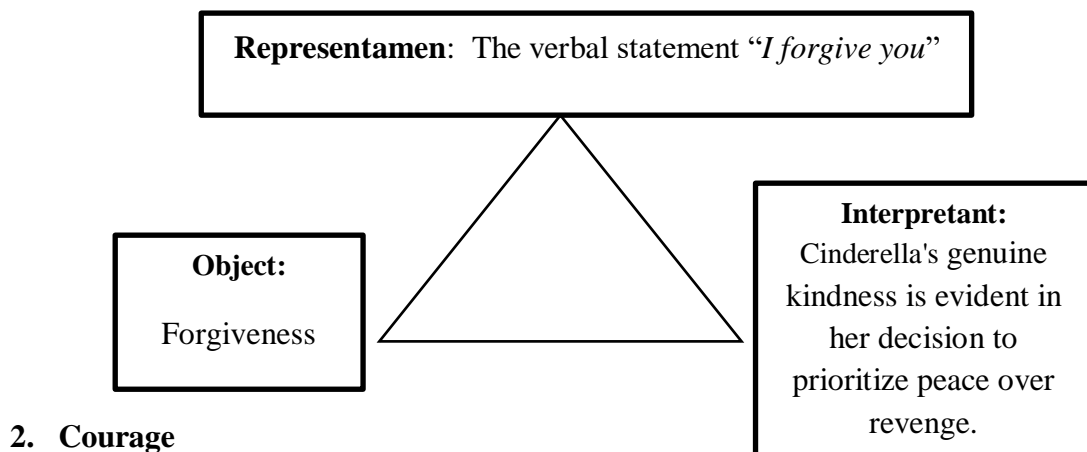 Representamen: The verbal statement “I forgive you”
Object:
Forgiveness
Interpretant:
Cinderella's genuine
kindness is evident in
her decision to
prioritize peace over
revenge.
2. Courage